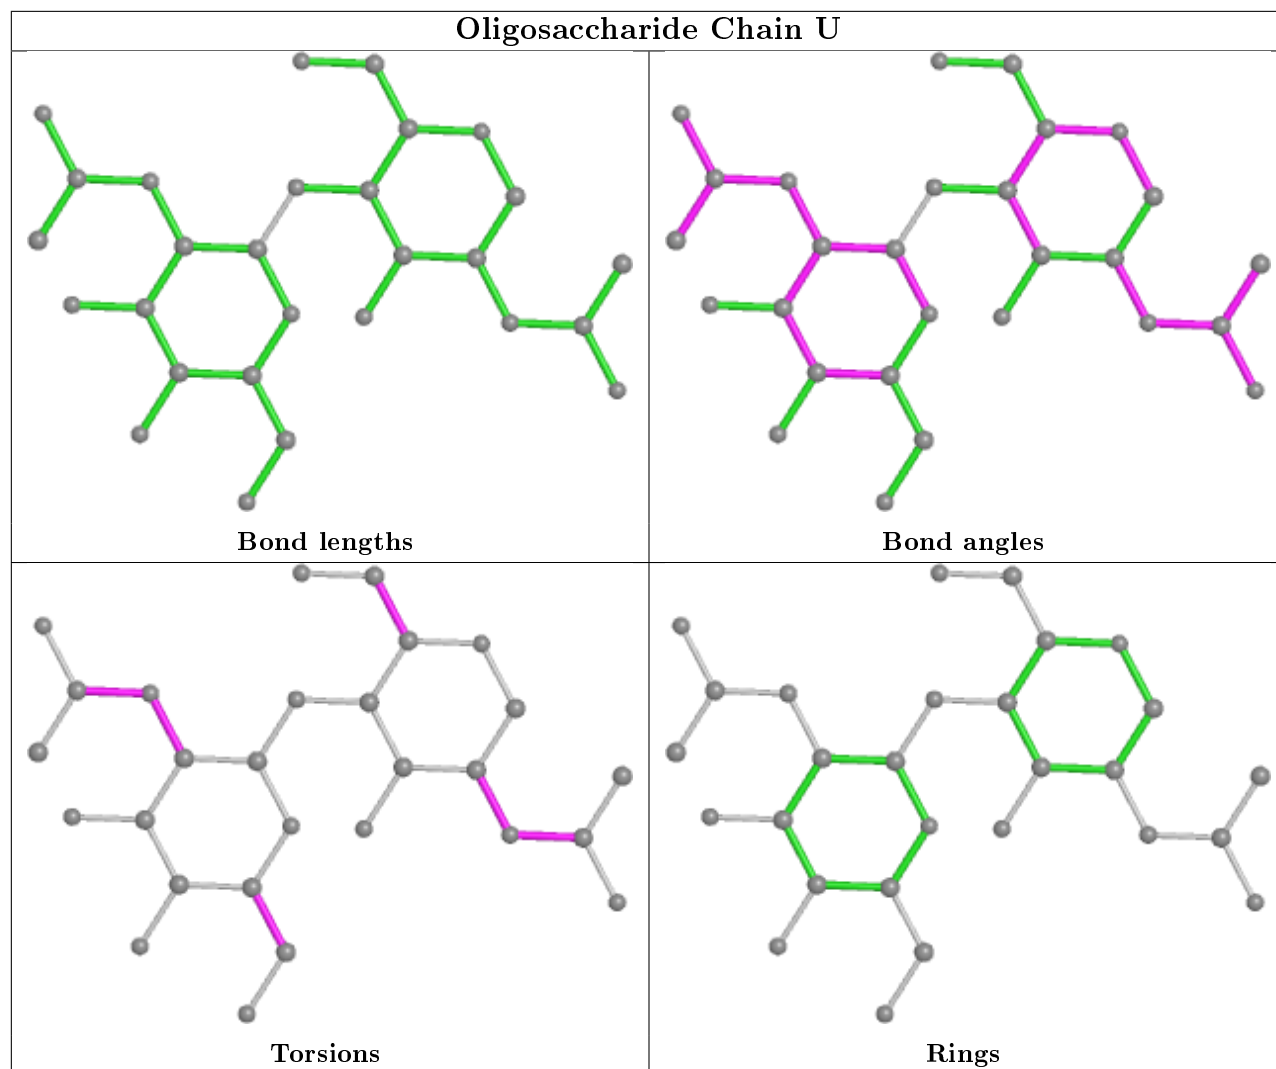 Oligosaccharide Chain U
Bond lengths
Bond angles
Torsions
Rings